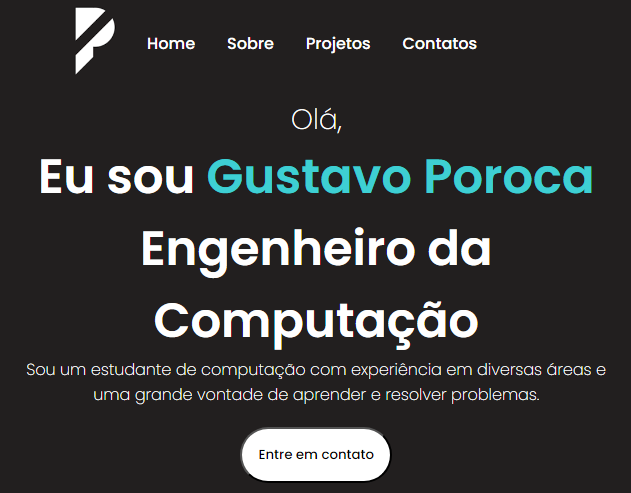 Home Sobre Projetos Contatos
Olá,
Eu sou Gustavo Poroca
Engenheiro da
Computação
Sou um estudante de computação com experiência em diversas áreas e
uma grande vontade de aprender e resolver problemas.
Entre em contato